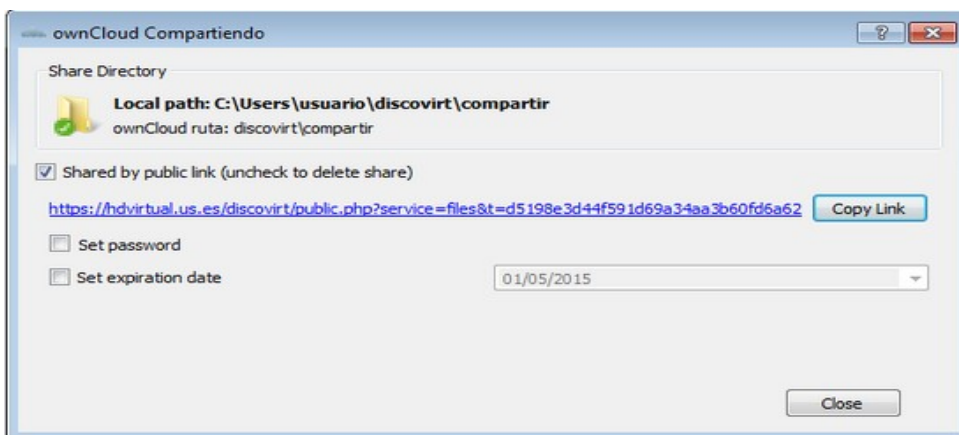 ownCloud Compartiendo
Share Directory
Local path: C:\Users\usuario\discovirt\compartir
ownCloud ruta: discovirt\compartir
Shared by public link (uncheck to delete share)
https://hdvirtual.us.es/discovirt/public.php?service=files&t=d5198e3d44f591d69a34aa3b60fd6a62 Copy Link
Set password
Set expiration date 01/05/2015
Close